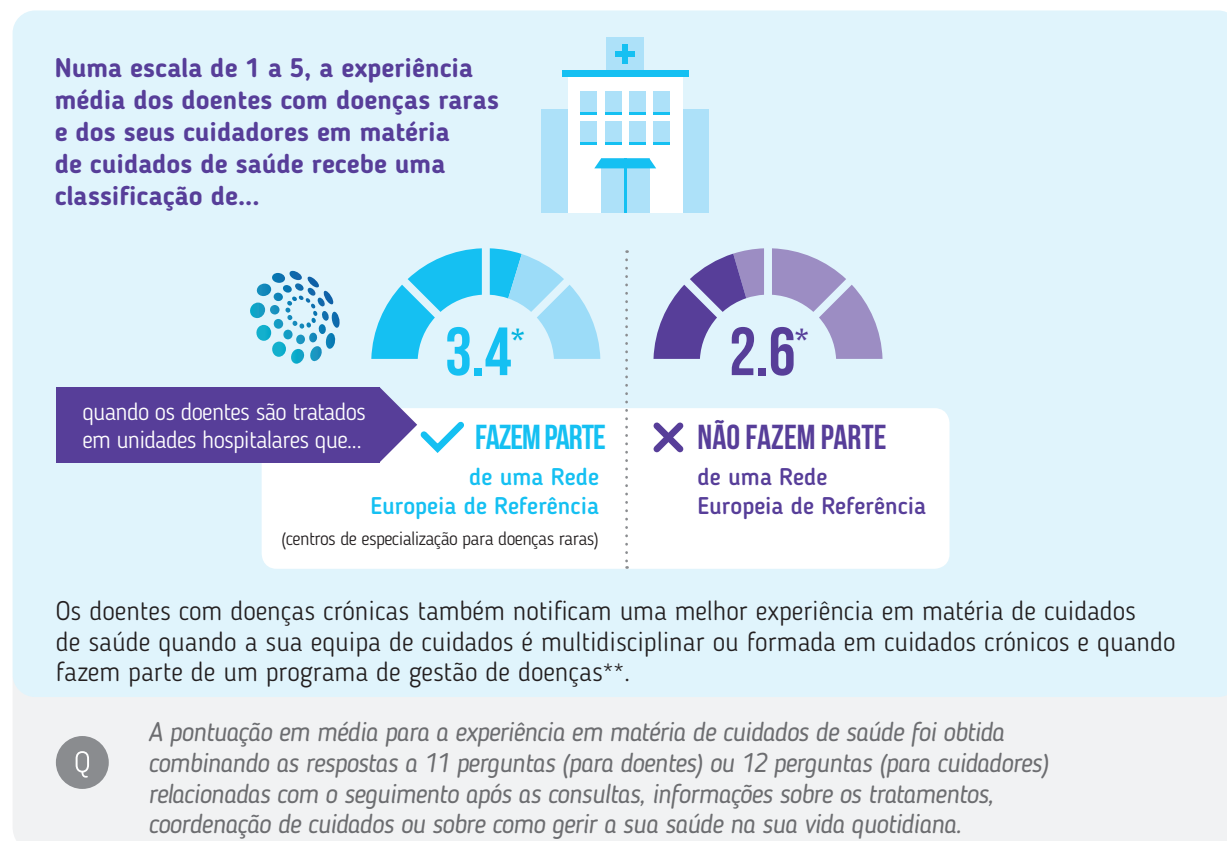 Numa escala de 1 a 5, a experiência
média dos doentes com doenças raras
e dos seus cuidadores em matéria
de cuidados de saúde recebe uma
classificação de...
3.4*
2.6*
quando os doentes são tratados
em unidades hospitalares que...
FAZEM PARTE
de uma Rede
Europeia de Referência
(centros de especialização para doenças raras)
NÃO FAZEM PARTE
de uma Rede
Europeia de Referência
Os doentes com doenças crónicas também notificam uma melhor experiência em matéria de cuidados
de saúde quando a sua equipa de cuidados é multidisciplinar ou formada em cuidados crónicos e quando
fazem parte de um programa de gestão de doenças**.
Q
A pontuação em média para a experiência em matéria de cuidados de saúde foi obtida
combinando as respostas a 11 perguntas (para doentes) ou 12 perguntas (para cuidadores)
relacionadas com o seguimento após as consultas, informações sobre os tratamentos,
coordenação de cuidados ou sobre como gerir a sua saúde na sua vida quotidiana.